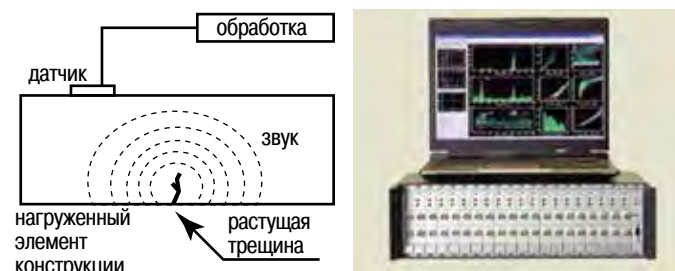 обработка
датчик
звук
нагруженный
элемент
конструкции
растущая
трещина